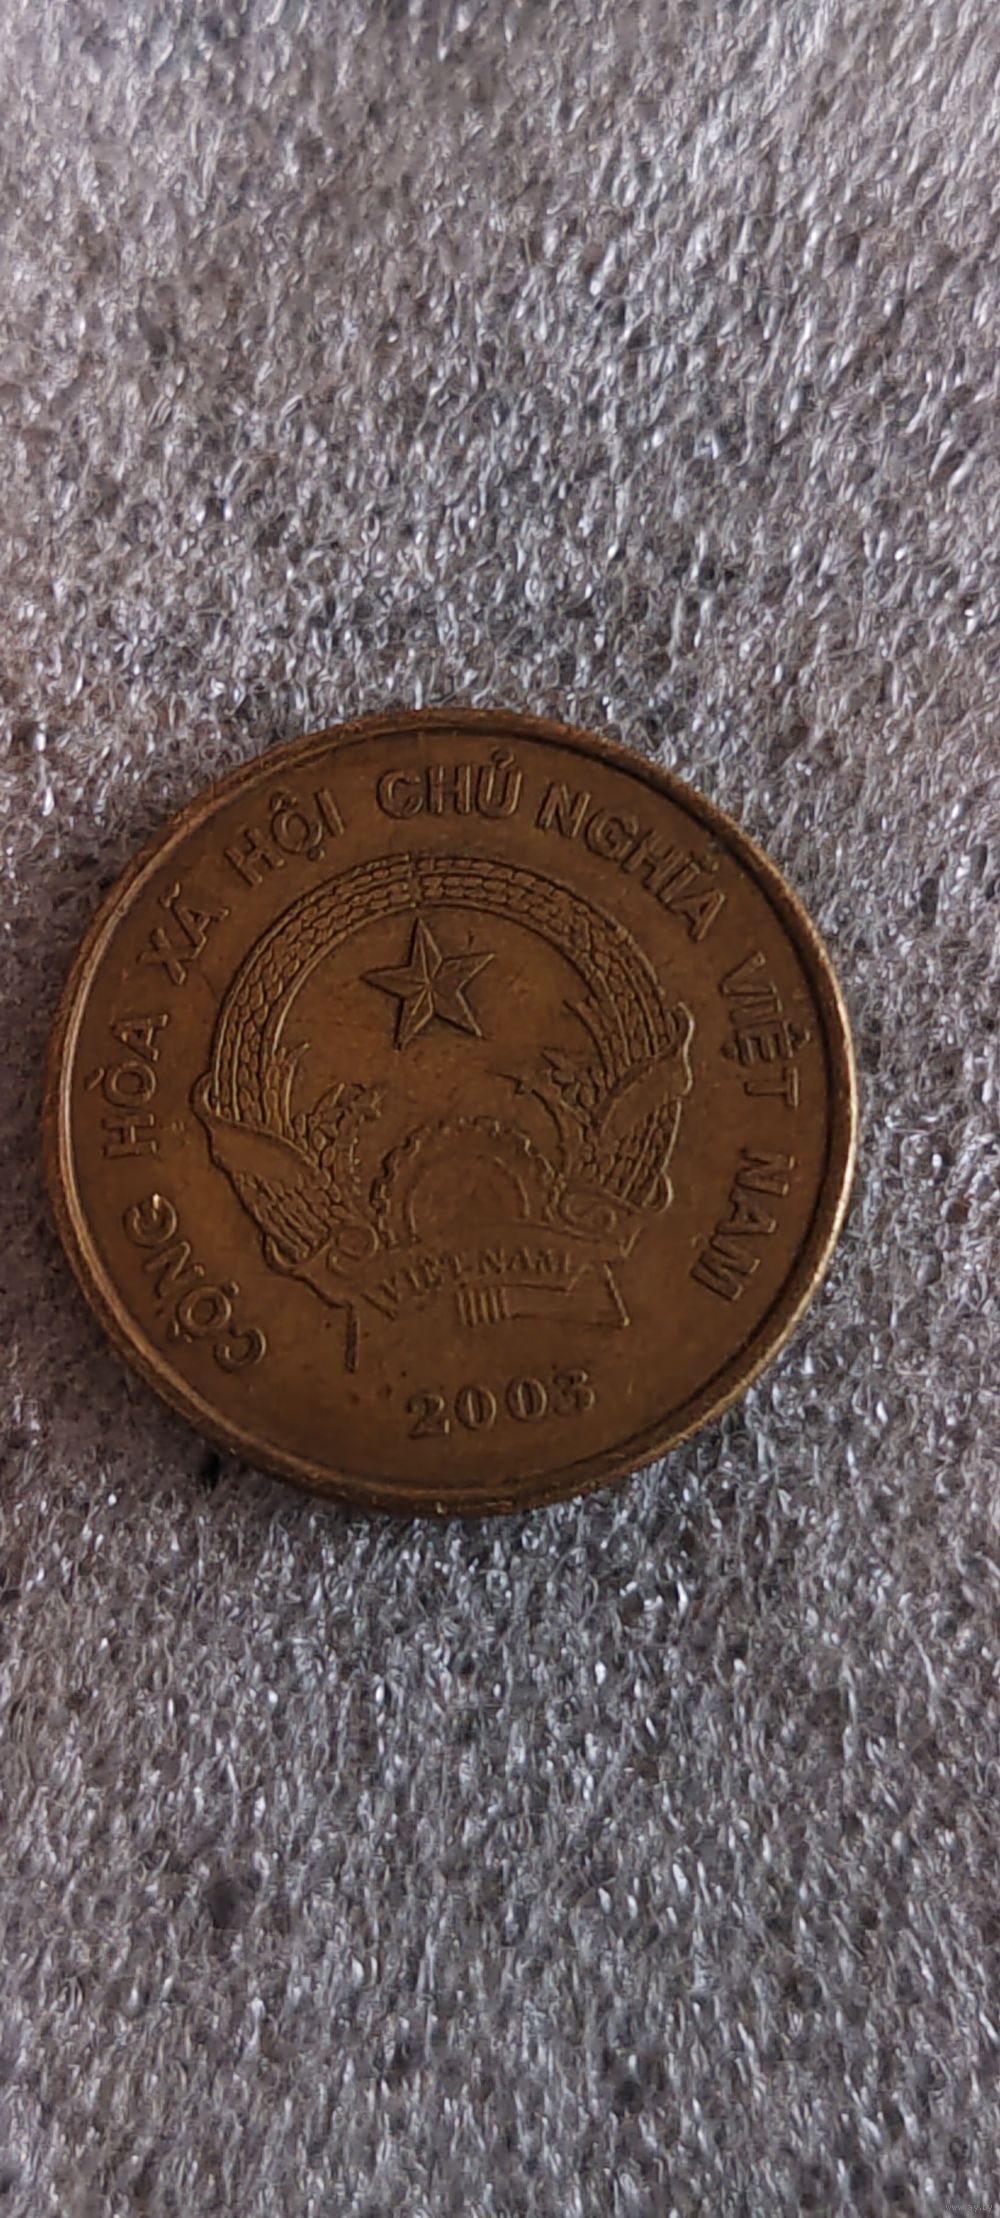 CỘNG HÒA XÃ HỘI CHỦ NGHĨA VIỆT NAM
VIỆT NAM
2003